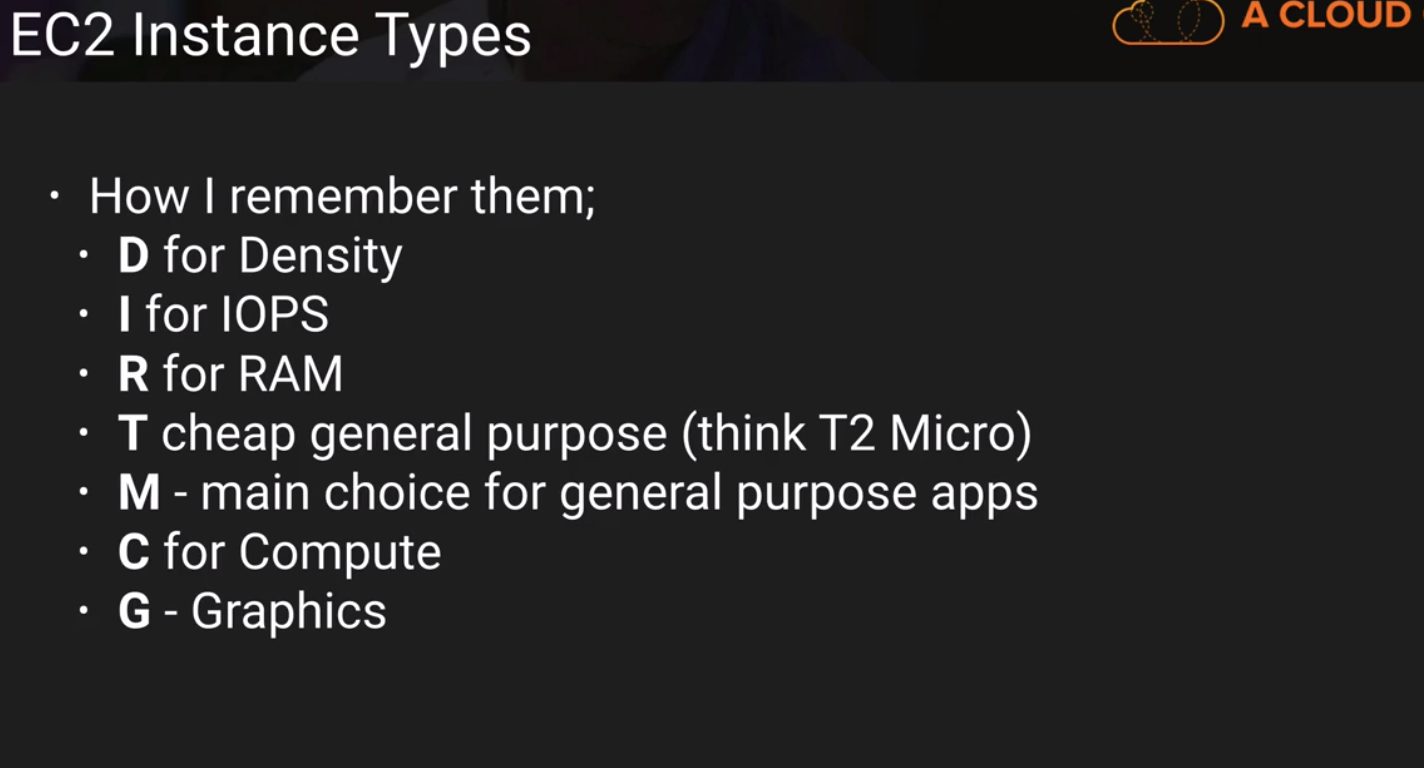 EC2 Instance Types
A CLOUD
• How I remember them;
• D for Density
• I for IOPS
• R for RAM
• T cheap general purpose (think T2 Micro)
• M - main choice for general purpose apps
• C for Compute
• G - Graphics